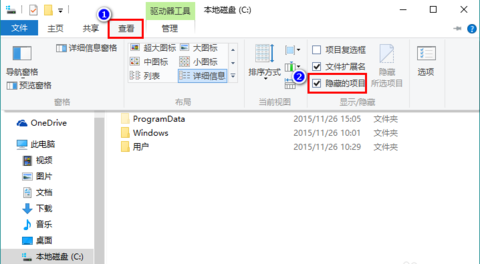 驱动器工具 本地磁盘 (C:)
文件 主页 共享 查看 管理
1
导航窗格
预览窗格
详细信息窗格
窗格
超大图标 大图标
中图标 小图标
列表 详细信息
布局
排序方式
当前视图
项目复选框
文件扩展名
2
隐藏的项目
隐藏
所选项目
显示/隐藏
选项
OneDrive
此电脑
视频
图片
文档
下载
音乐
桌面
本地磁盘 (C:)
ProgramData 2015/11/26 15:05 文件夹
Windows 2015/11/26 10:01 文件夹
用户 2015/11/26 10:29 文件夹